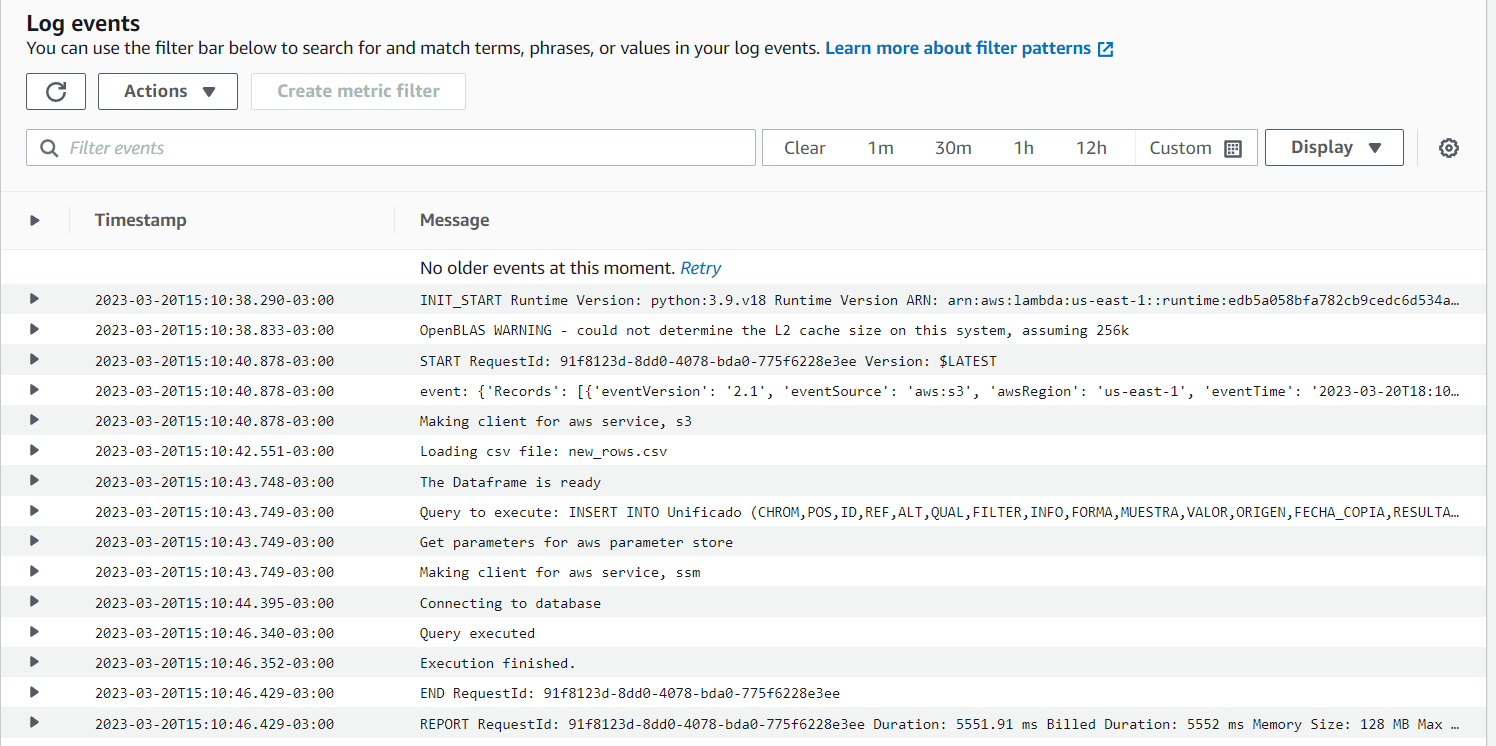 Log events
You can use the filter bar below to search for and match terms, phrases, or values in your log events. Learn more about filter patterns
Actions Create metric filter
Filter events Clear 1m 30m 1h 12h Custom Display
Timestamp Message
No older events at this moment. Retry
2023-03-20T15:10:38.290-03:00 INIT_START Runtime Version: python:3.9.v18 Runtime Version ARN: arn:aws:lambda:us-east-1::runtime:edb5a058bfa782cb9cedc6d534a…
2023-03-20T15:10:38.833-03:00 OpenBLAS WARNING - could not determine the L2 cache size on this system, assuming 256k
2023-03-20T15:10:40.878-03:00 START RequestId: 91f8123d-8dd0-4078-bda0-775f6228e3ee Version: $LATEST
2023-03-20T15:10:40.878-03:00 event: {'Records': [{'eventVersion': '2.1', 'eventSource': 'aws:s3', 'awsRegion': 'us-east-1', 'eventTime': '2023-03-20T18:10…
2023-03-20T15:10:40.878-03:00 Making client for aws service, s3
2023-03-20T15:10:42.551-03:00 Loading csv file: new_rows.csv
2023-03-20T15:10:43.748-03:00 The Dataframe is ready
2023-03-20T15:10:43.749-03:00 Query to execute: INSERT INTO Unificado (CHROM,POS,ID,REF,ALT,QUAL,FILTER,INFO,FORMA,MUESTRA,VALOR,ORIGEN,FECHA_COPIA,RESULTA…
2023-03-20T15:10:43.749-03:00 Get parameters for aws parameter store
2023-03-20T15:10:43.749-03:00 Making client for aws service, ssm
2023-03-20T15:10:44.395-03:00 Connecting to database
2023-03-20T15:10:46.340-03:00 Query executed
2023-03-20T15:10:46.352-03:00 Execution finished.
2023-03-20T15:10:46.429-03:00 END RequestId: 91f8123d-8dd0-4078-bda0-775f6228e3ee
2023-03-20T15:10:46.429-03:00 REPORT RequestId: 91f8123d-8dd0-4078-bda0-775f6228e3ee Duration: 5551.91 ms Billed Duration: 5552 ms Memory Size: 128 MB Max …